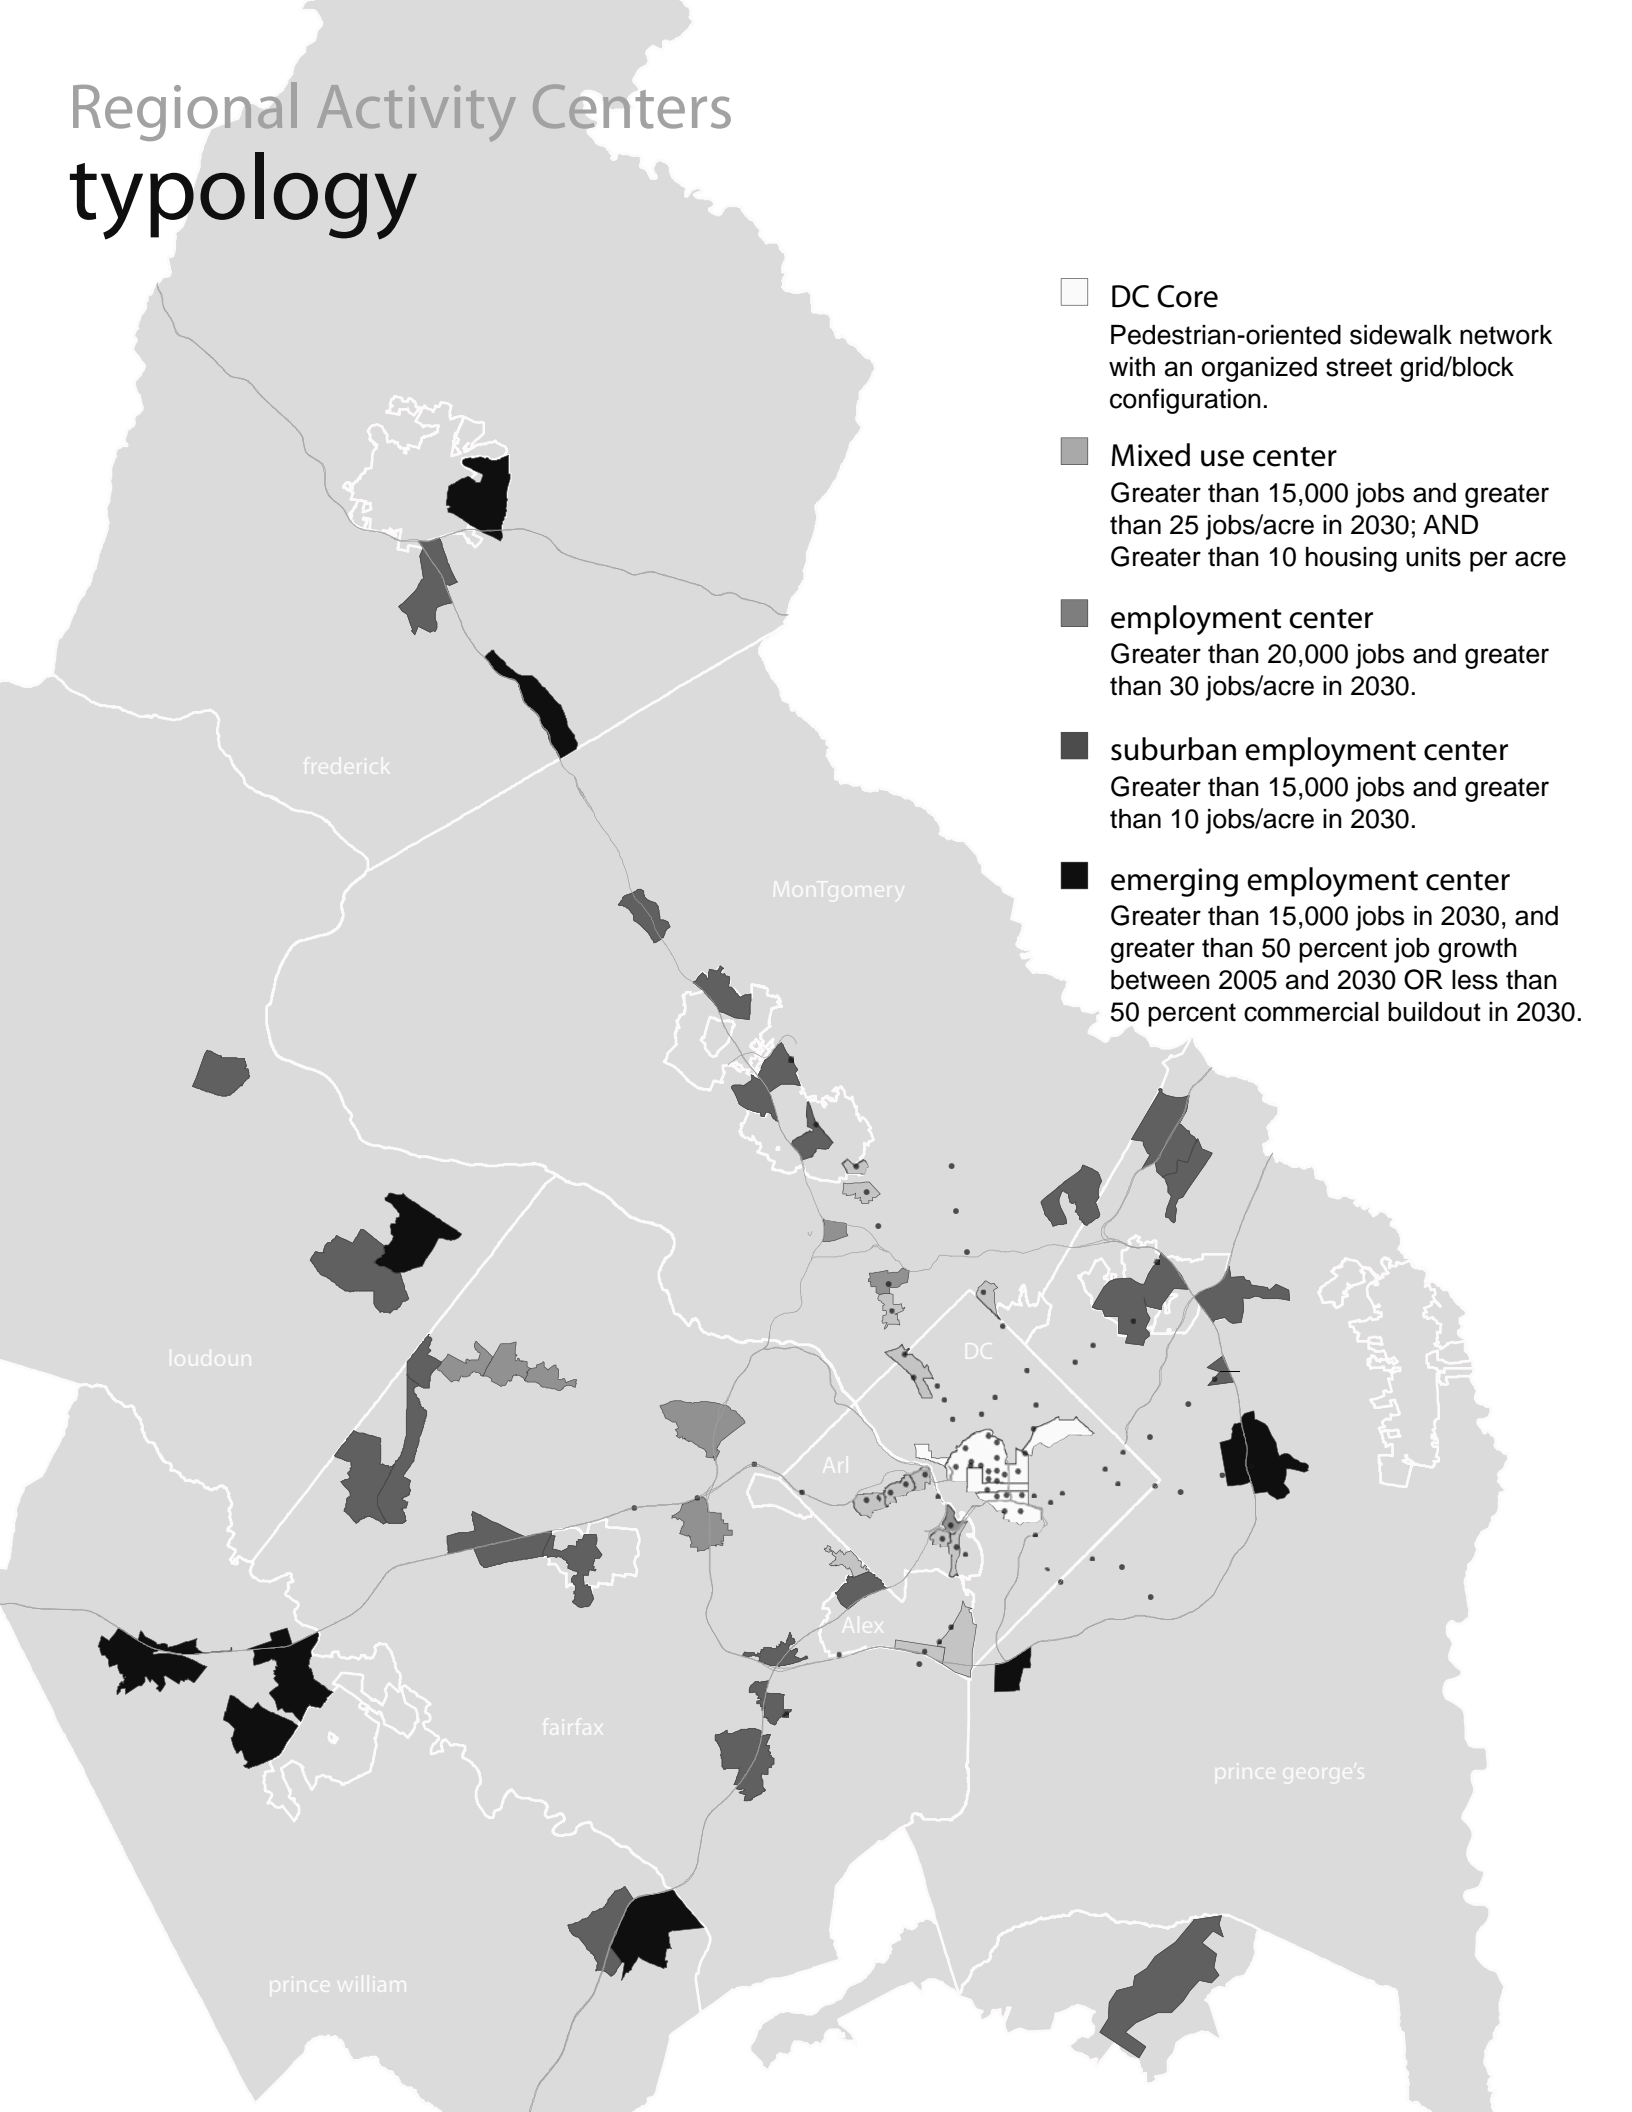 Regional Activity Centers
typology
DC Core
Pedestrian-oriented sidewalk network
with an organized street grid/block
configuration.
Mixed use center
Greater than 15,000 jobs and greater
than 25 jobs/acre in 2030; AND
Greater than 10 housing units per acre
employment center
Greater than 20,000 jobs and greater
than 30 jobs/acre in 2030.
suburban employment center
Greater than 15,000 jobs and greater
than 10 jobs/acre in 2030.
emerging employment center
Greater than 15,000 jobs in 2030, and
greater than 50 percent job growth
between 2005 and 2030 OR less than
50 percent commercial buildout in 2030.
frederick
MonTgomery
loudoun
DC
Arl
Alex
fairfax
prince george's
prince william